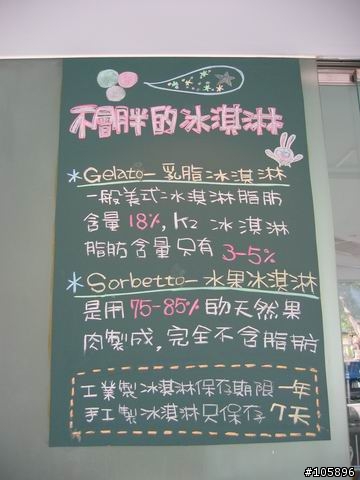 不會胖的冰淇淋
*Gelato-乳脂冰淇淋
一般美式冰淇淋脂肪
含量18%,K2 冰淇淋
脂肪含量只有 3-5%
*Sorbetto-水果冰淇淋
是用75-85%的天然果
肉製成,完全不含脂肪
工業製冰淇淋保存期限一年
手工製冰淇淋只保存7天
#105896